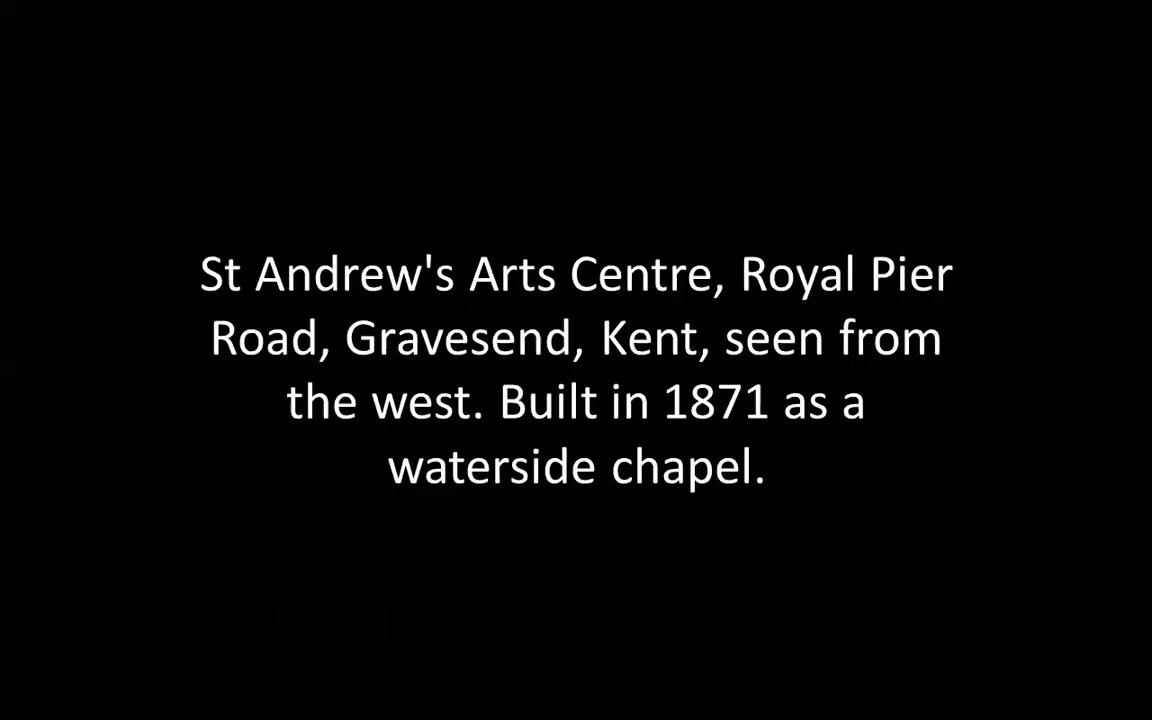 St Andrew's Arts Centre, Royal Pier
Road, Gravesend, Kent, seen from
the west. Built in 1871 as a
waterside chapel.